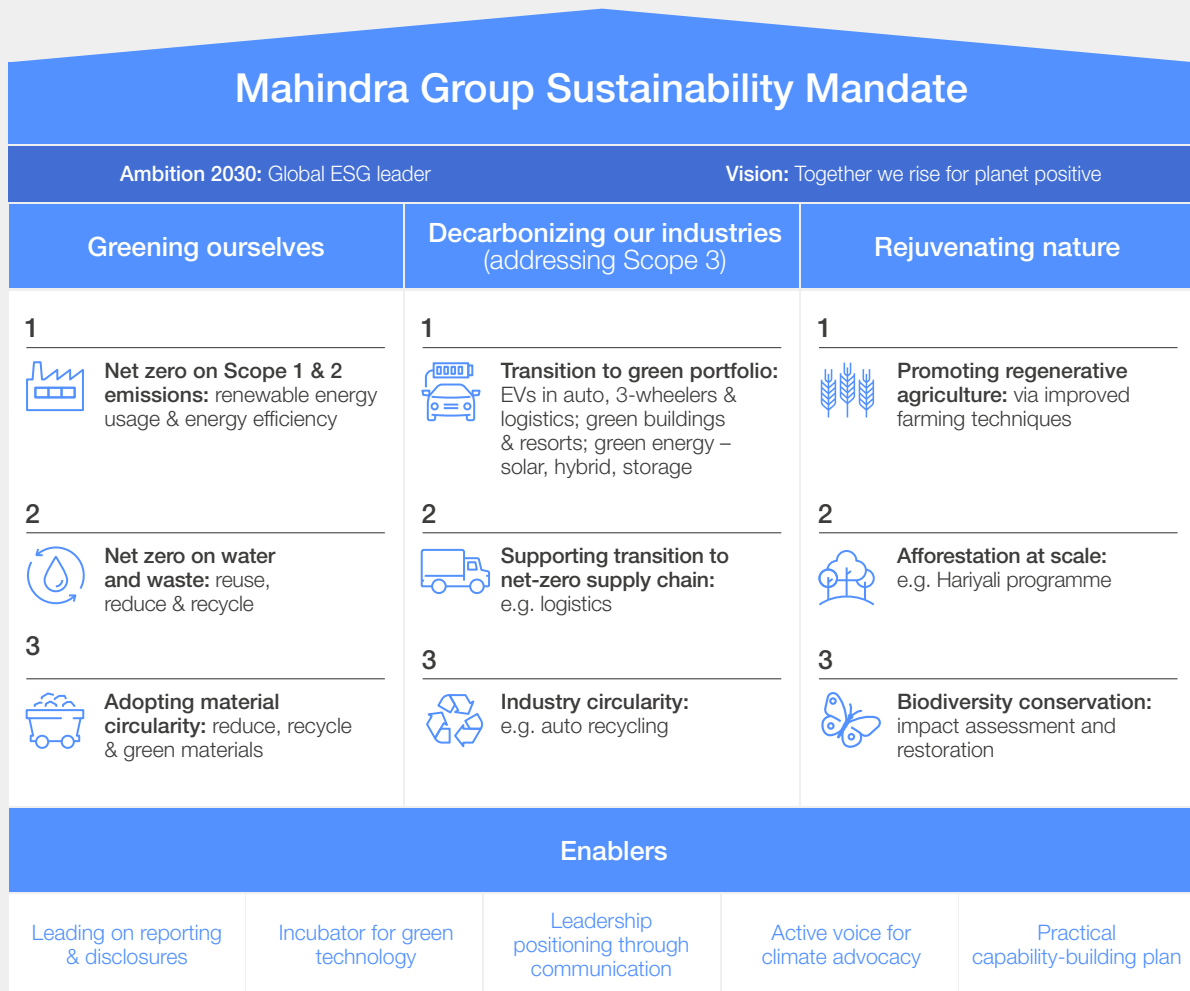 Mahindra Group Sustainability Mandate
Ambition 2030: Global ESG leader
Vision: Together we rise for planet positive
Greening ourselves
Decarbonizing our industries
(addressing Scope 3)
Rejuvenating nature
1
Net zero on Scope 1 & 2
emissions: renewable energy
usage & energy efficiency
2
Net zero on water
and waste: reuse,
reduce & recycle
3
Adopting material
circularity: reduce, recycle
& green materials
1
Transition to green portfolio:
EVs in auto, 3-wheelers &
logistics; green buildings
& resorts; green energy –
solar, hybrid, storage
2
Supporting transition to
net-zero supply chain:
e.g. logistics
3
Industry circularity:
e.g. auto recycling
1
Promoting regenerative
agriculture: via improved
farming techniques
2
Afforestation at scale:
e.g. Hariyali programme
3
Biodiversity conservation:
impact assessment and
restoration
Enablers
Leading on reporting
& disclosures
Incubator for green
technology
Leadership
positioning through
communication
Active voice for
climate advocacy
Practical
capability-building plan